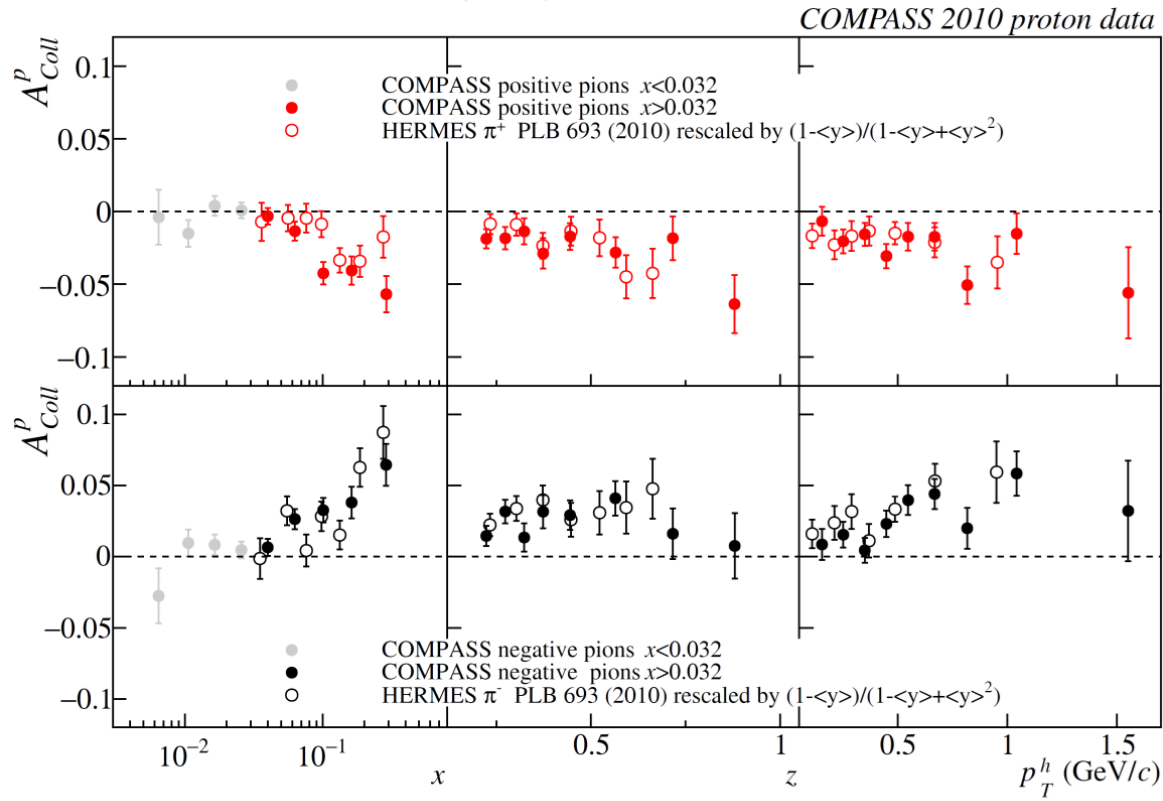 COMPASS 2010 proton data
A^p_Coll
0.1
0.05
0
−0.05
−0.1
COMPASS positive pions x<0.032
COMPASS positive pions x>0.032
HERMES π⁺ PLB 693 (2010) rescaled by (1-<y>)/(1-<y>+<y>²)
A^p_Coll
0.1
0.05
0
−0.05
−0.1
COMPASS negative pions x<0.032
COMPASS negative pions x>0.032
HERMES π⁻ PLB 693 (2010) rescaled by (1-<y>)/(1-<y>+<y>²)
10⁻² 10⁻¹ 0.5 1 0.5 1 1.5
x z p_T^h (GeV/c)